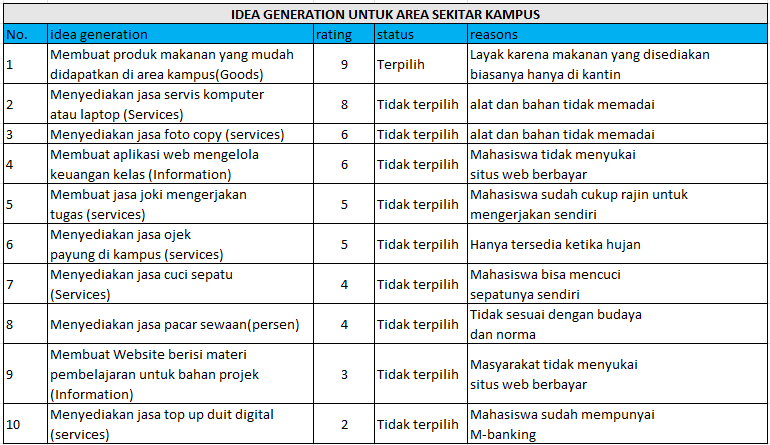 IDEA GENERATION UNTUK AREA SEKITAR KAMPUS
No. idea generation rating status reasons
1 Membuat produk makanan yang mudah didapatkan di area kampus(Goods) 9 Terpilih Layak karena makanan yang disediakan biasanya hanya di kantin
2 Menyediakan jasa servis komputer atau laptop (Services) 8 Tidak terpilih alat dan bahan tidak memadai
3 Menyediakan jasa foto copy (services) 6 Tidak terpilih alat dan bahan tidak memadai
4 Membuat aplikasi web mengelola keuangan kelas (Information) 6 Tidak terpilih Mahasiswa tidak menyukai situs web berbayar
5 Membuat jasa joki mengerjakan tugas (services) 5 Tidak terpilih Mahasiswa sudah cukup rajin untuk mengerjakan sendiri
6 Menyediakan jasa ojek payung di kampus (services) 5 Tidak terpilih Hanya tersedia ketika hujan
7 Menyediakan jasa cuci sepatu (Services) 4 Tidak terpilih Mahasiswa bisa mencuci sepatunya sendiri
8 Menyediakan jasa pacar sewaan(persen) 4 Tidak terpilih Tidak sesuai dengan budaya dan norma
9 Membuat Website berisi materi pembelajaran untuk bahan projek (Information) 3 Tidak terpilih Masyarakat tidak menyukai situs web berbayar
10 Menyediakan jasa top up duit digital (services) 2 Tidak terpilih Mahasiswa sudah mempunyai M-banking